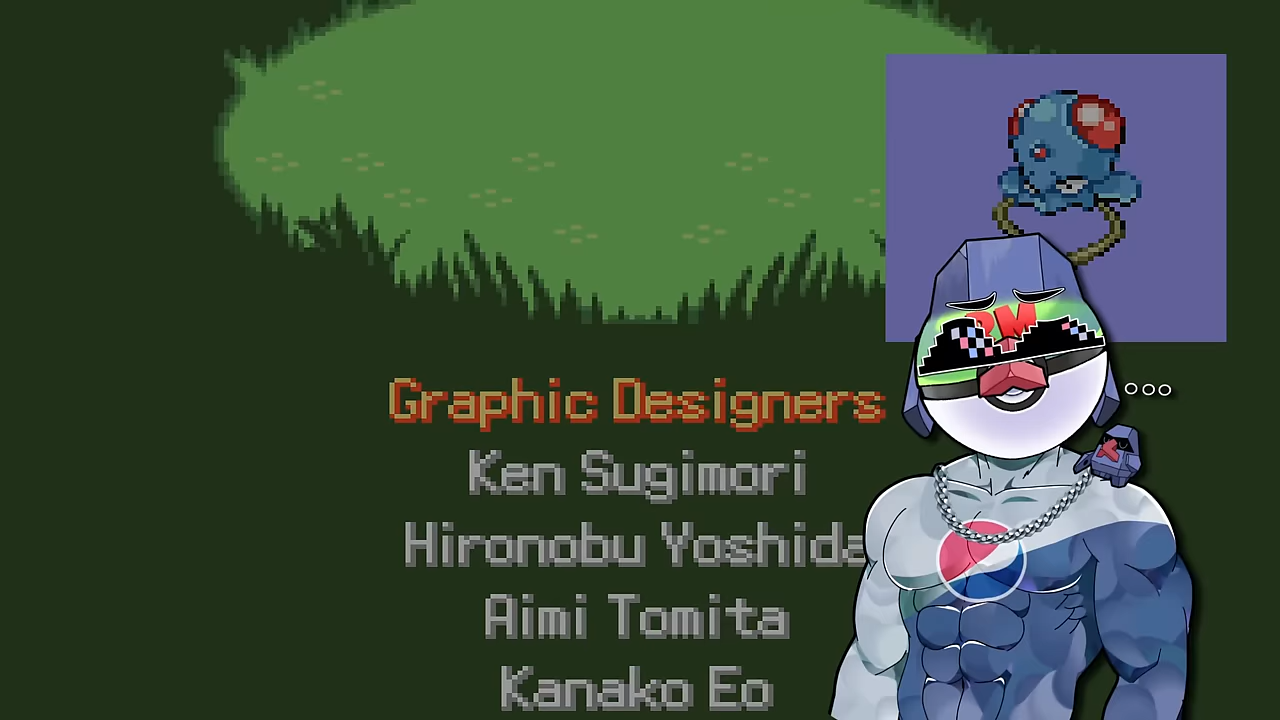 Graphic Designers
Ken Sugimori
Hironobu Yoshida
Aimi Tomita
Kanako Eo